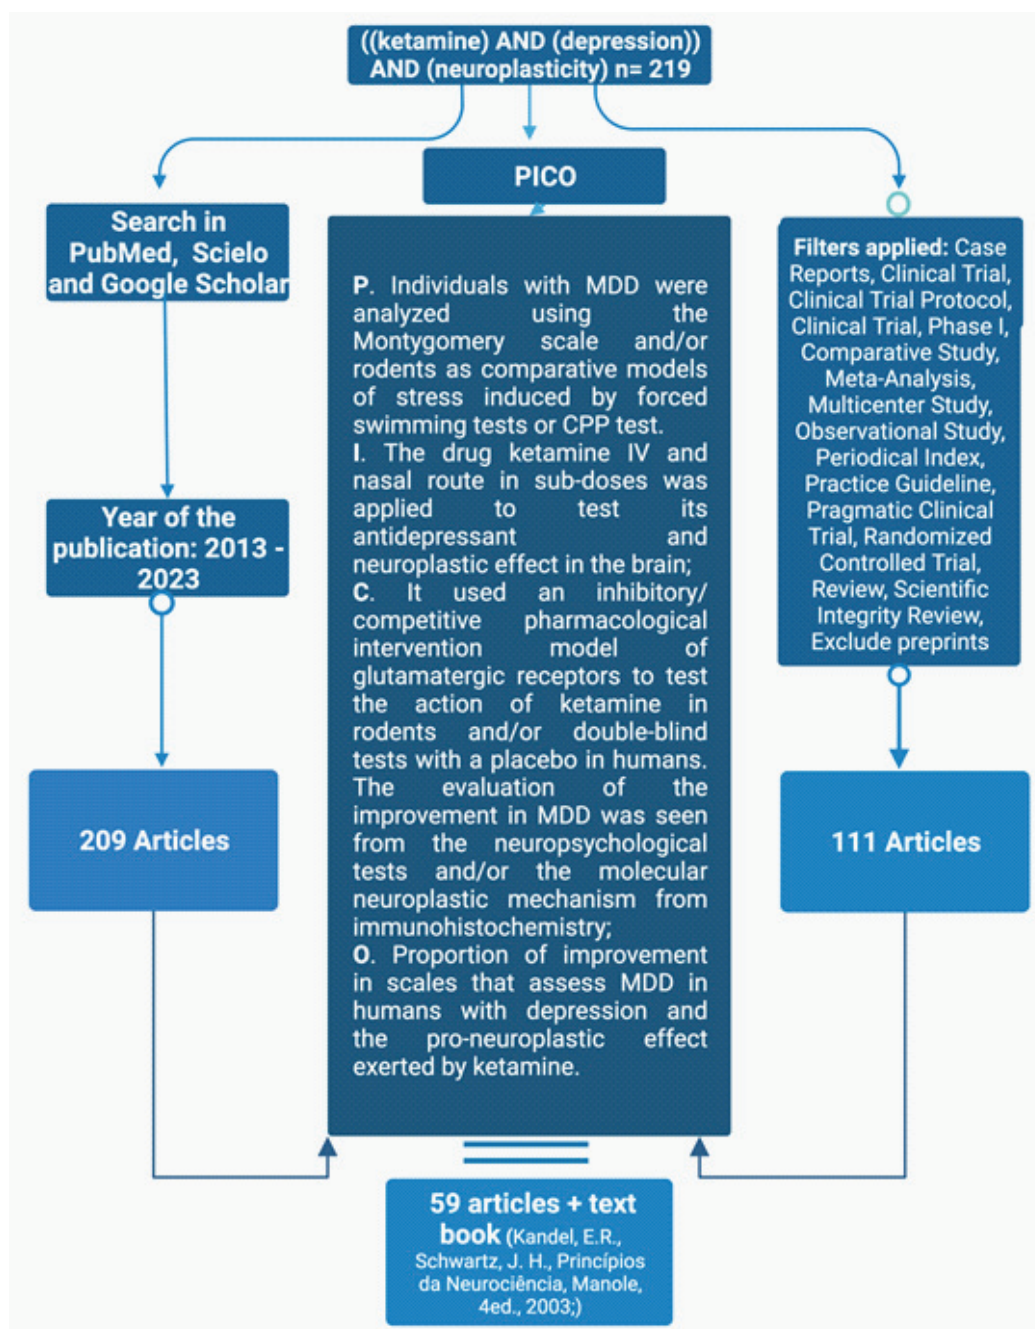 ((ketamine) AND (depression))
AND (neuroplasticity) n= 219
Search in
PubMed, Scielo
and Google Scholar
Year of the
publication: 2013 -
2023
209 Articles
PICO
P. Individuals with MDD were
analyzed using the
Montygomery scale and/or
rodents as comparative models
of stress induced by forced
swimming tests or CPP test.
I. The drug ketamine IV and
nasal route in sub-doses was
applied to test its
antidepressant and
neuroplastic effect in the brain;
C. It used an inhibitory/
competitive pharmacological
intervention model of
glutamatergic receptors to test
the action of ketamine in
rodents and/or double-blind
tests with a placebo in humans.
The evaluation of the
improvement in MDD was seen
from the neuropsychological
tests and/or the molecular
neuroplastic mechanism from
immunohistochemistry;
O. Proportion of improvement
in scales that assess MDD in
humans with depression and
the pro-neuroplastic effect
exerted by ketamine.
Filters applied: Case
Reports, Clinical Trial,
Clinical Trial Protocol,
Clinical Trial, Phase I,
Comparative Study,
Meta-Analysis,
Multicenter Study,
Observational Study,
Periodical Index,
Practice Guideline,
Pragmatic Clinical
Trial, Randomized
Controlled Trial,
Review, Scientific
Integrity Review,
Exclude preprints
111 Articles
59 articles + text
book (Kandel, E.R.,
Schwartz, J. H., Princípios
da Neurociência, Manole,
4ed., 2003;)